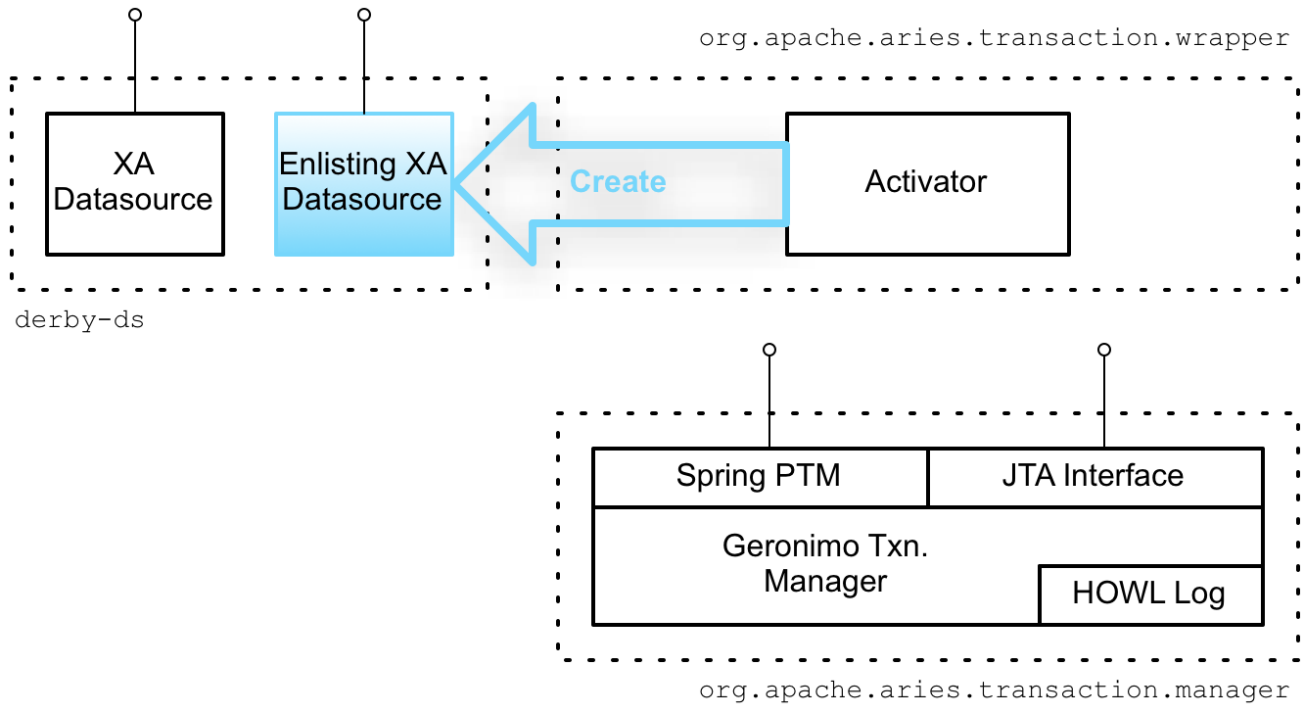 org.apache.aries.transaction.wrapper
XA
Datasource
Enlisting XA
Datasource
Create
Activator
derby-ds
Spring PTM
JTA Interface
Geronimo Txn.
Manager
HOWL Log
org.apache.aries.transaction.manager